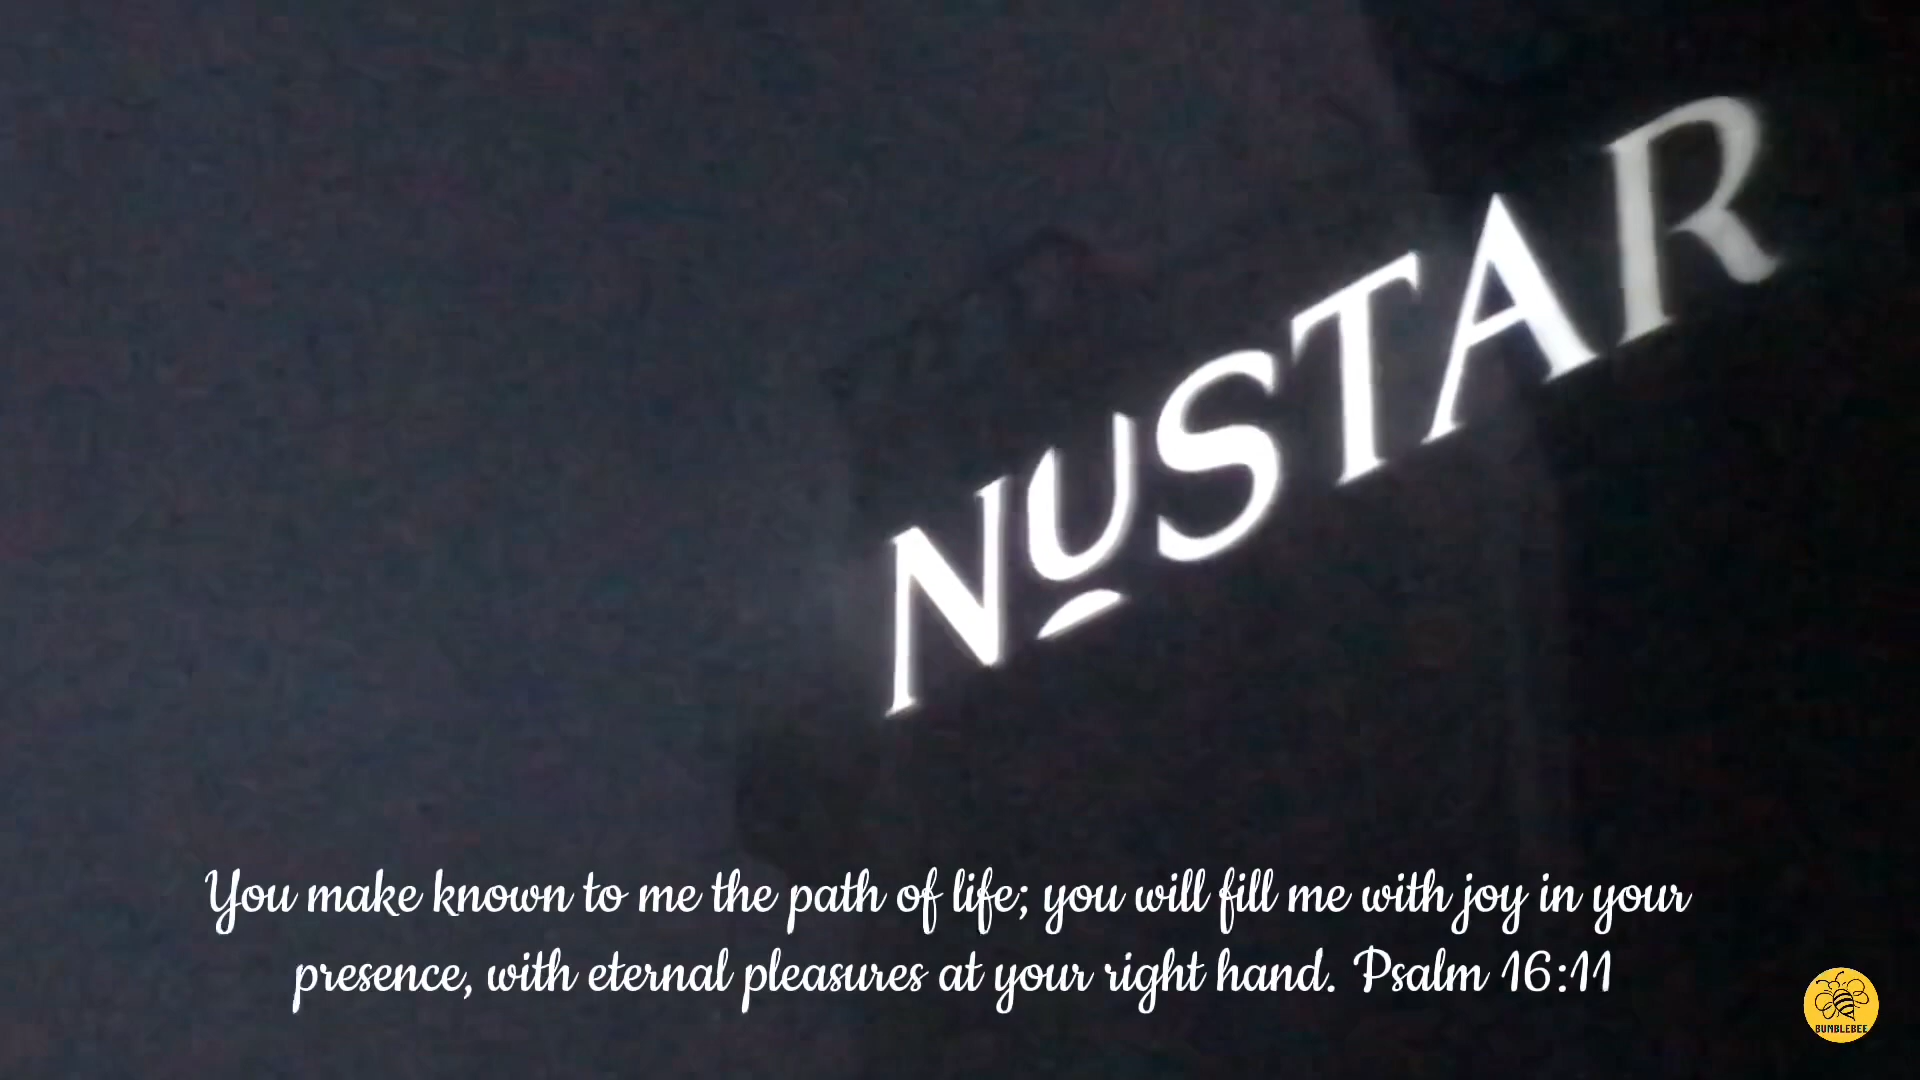 NUSTAR
You make known to me the path of life; you will fill me with joy in your
presence, with eternal pleasures at your right hand. Psalm 16:11
BUMBLEBEE